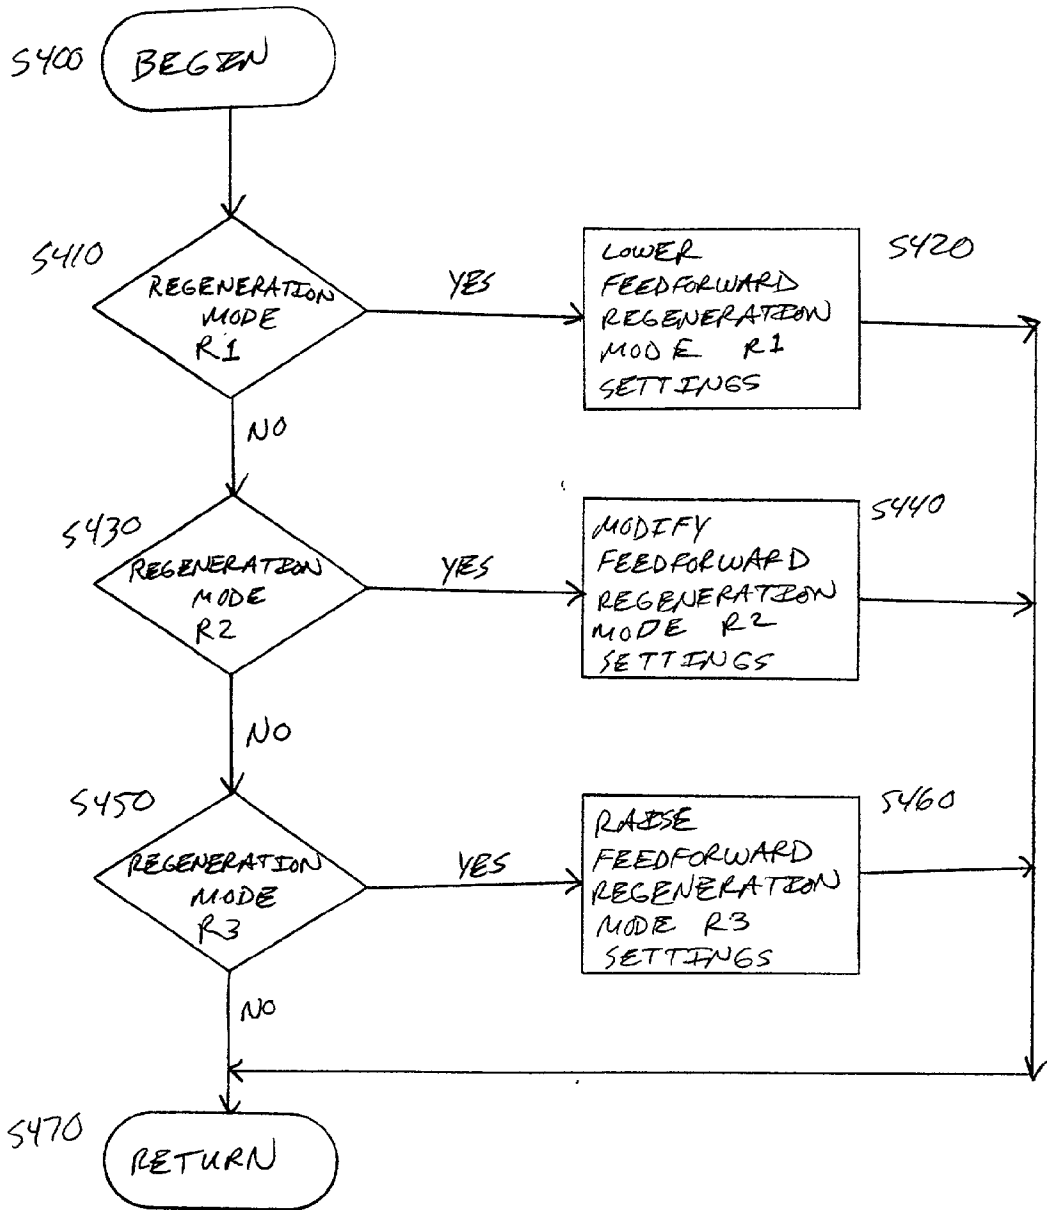 S400
BEGIN
S410
REGENERATION
MODE
R1
YES
LOWER
FEEDFORWARD
REGENERATION
MODE R1
SETTINGS
S420
NO
S430
REGENERATION
MODE
R2
YES
MODIFY
FEEDFORWARD
REGENERATION
MODE R2
SETTINGS
S440
NO
S450
REGENERATION
MODE
R3
YES
RAISE
FEEDFORWARD
REGENERATION
MODE R3
SETTINGS
S460
NO
S470
RETURN